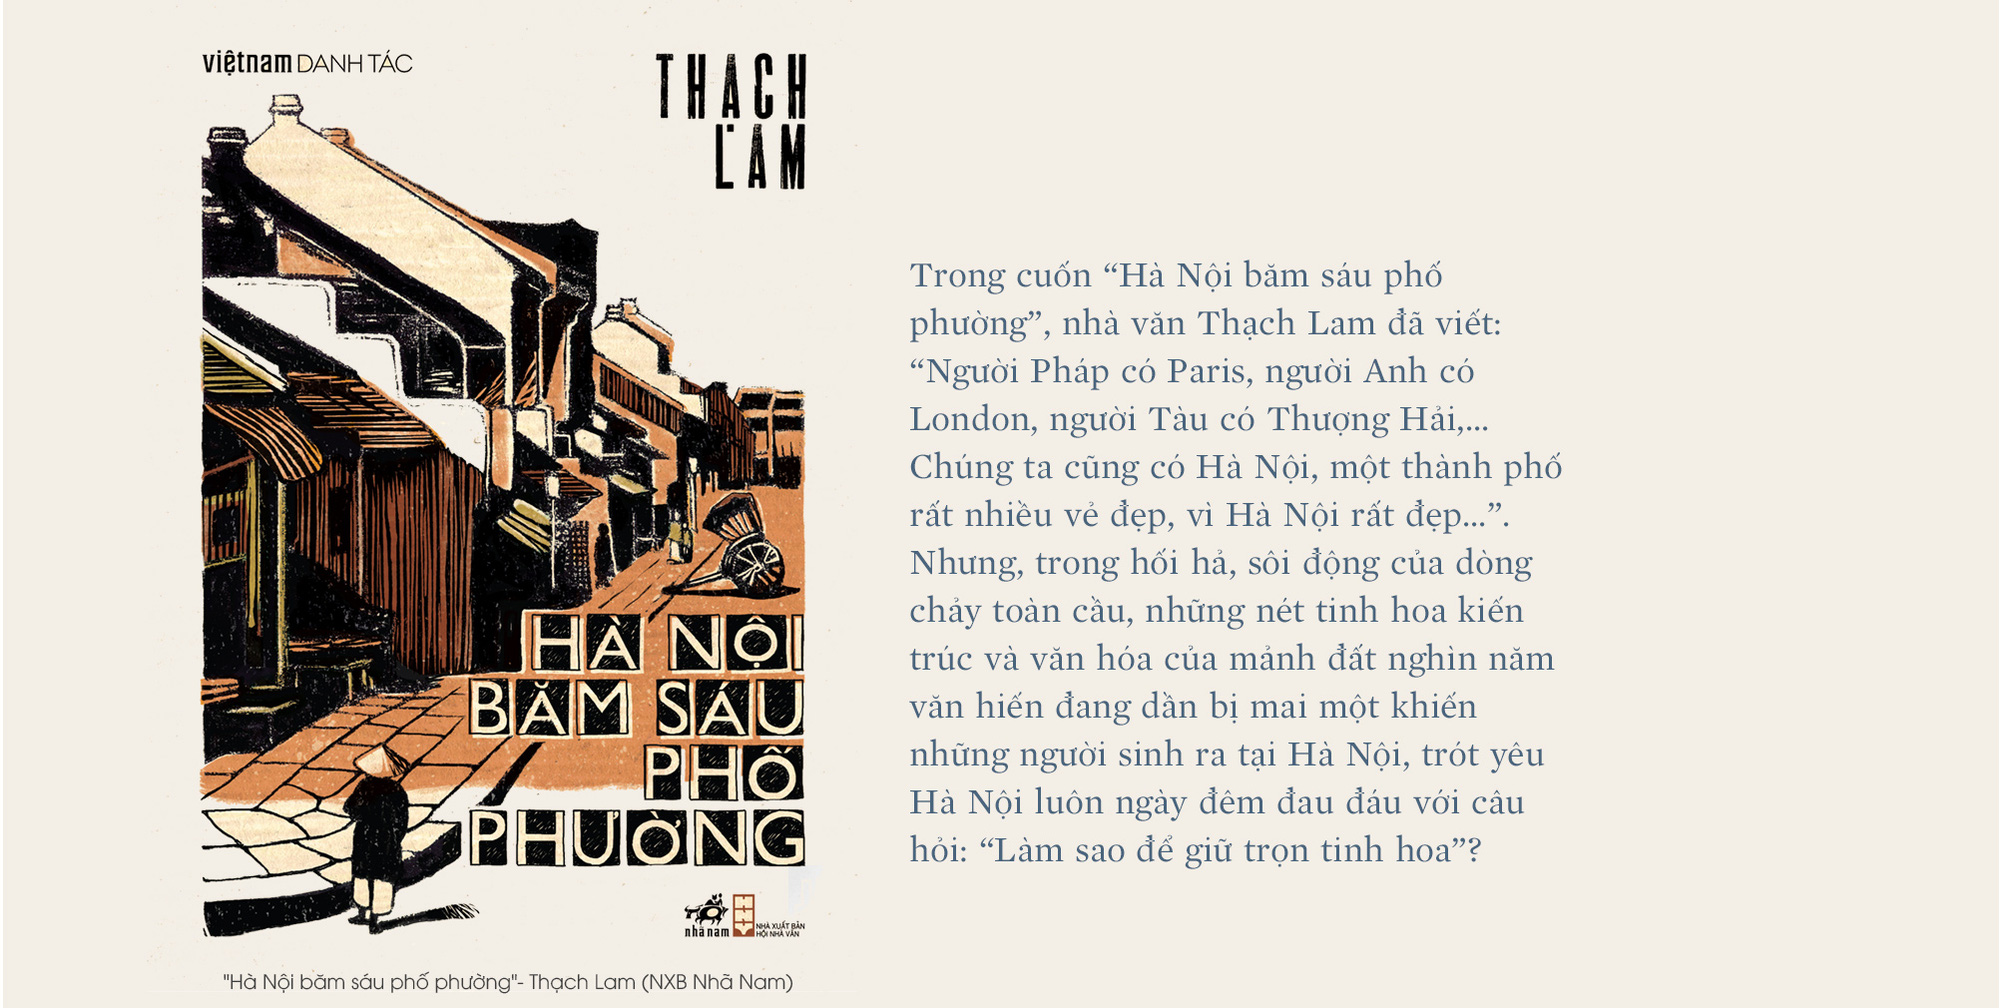 việtnam DANH TÁC
THẠCH
LAM
HÀ NỘI
BĂM SÁU
PHỐ
PHƯỜNG
nhã nam
NHÀ XUẤT BẢN
HỘI NHÀ VĂN
"Hà Nội băm sáu phố phường"- Thạch Lam (NXB Nhã Nam)
Trong cuốn “Hà Nội băm sáu phố
phường”, nhà văn Thạch Lam đã viết:
“Người Pháp có Paris, người Anh có
London, người Tàu có Thượng Hải,...
Chúng ta cũng có Hà Nội, một thành phố
rất nhiều vẻ đẹp, vì Hà Nội rất đẹp...”.
Nhưng, trong hối hả, sôi động của dòng
chảy toàn cầu, những nét tinh hoa kiến
trúc và văn hóa của mảnh đất nghìn năm
văn hiến đang dần bị mai một khiến
những người sinh ra tại Hà Nội, trót yêu
Hà Nội luôn ngày đêm đau đáu với câu
hỏi: “Làm sao để giữ trọn tinh hoa”?